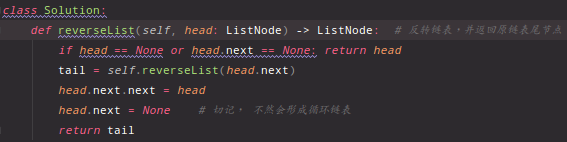 class Solution:
def reverseList(self, head: ListNode) -> ListNode: # 反转链表，并返回原链表尾节点
if head == None or head.next == None: return head
tail = self.reverseList(head.next)
head.next.next = head
head.next = None # 切记， 不然会形成循环链表
return tail